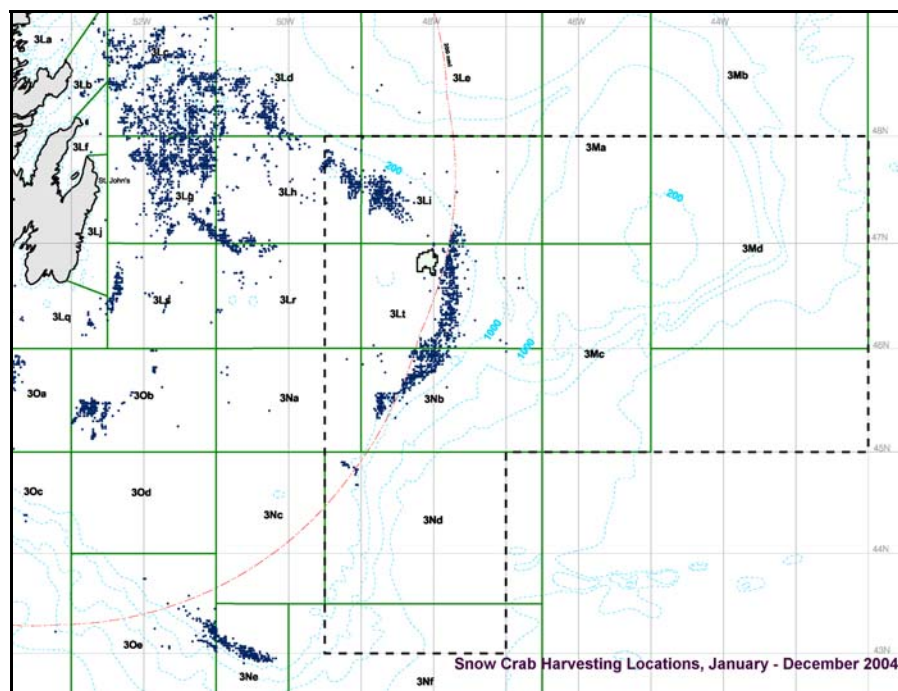 52W
50W
48W
46W
44W
3La
3Ld
3Le
3Mb
3Lb
200
48N
3Lf
3Ma
St. John's
3Lh
200
3Lg
3Li
200
3Lj
3Md
47N
3Lr
3Lt
3Lq
1000
1000
46N
3Mc
3Oa
3Ob
3Na
3Nb
45N
3Oc
3Od
3Nc
3Nd
44N
3Oe
43N
Snow Crab Harvesting Locations, January - December 2004
3Ne
3Nf